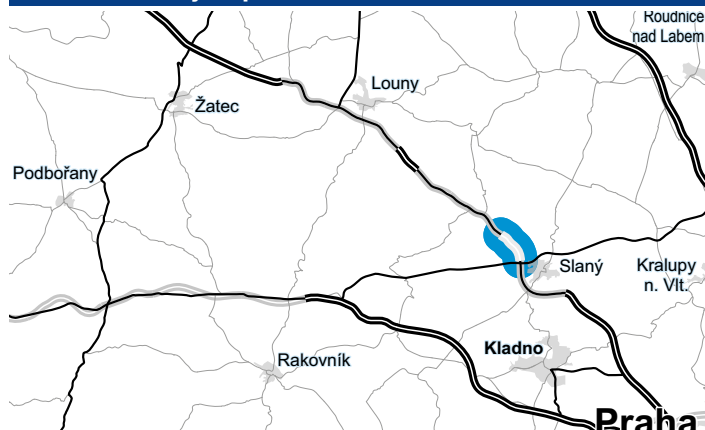 Roudnice
nad Labem
Louny
Žatec
Podbořany
Slaný
Kralupy
n. Vlt.
Kladno
Rakovník
Praha